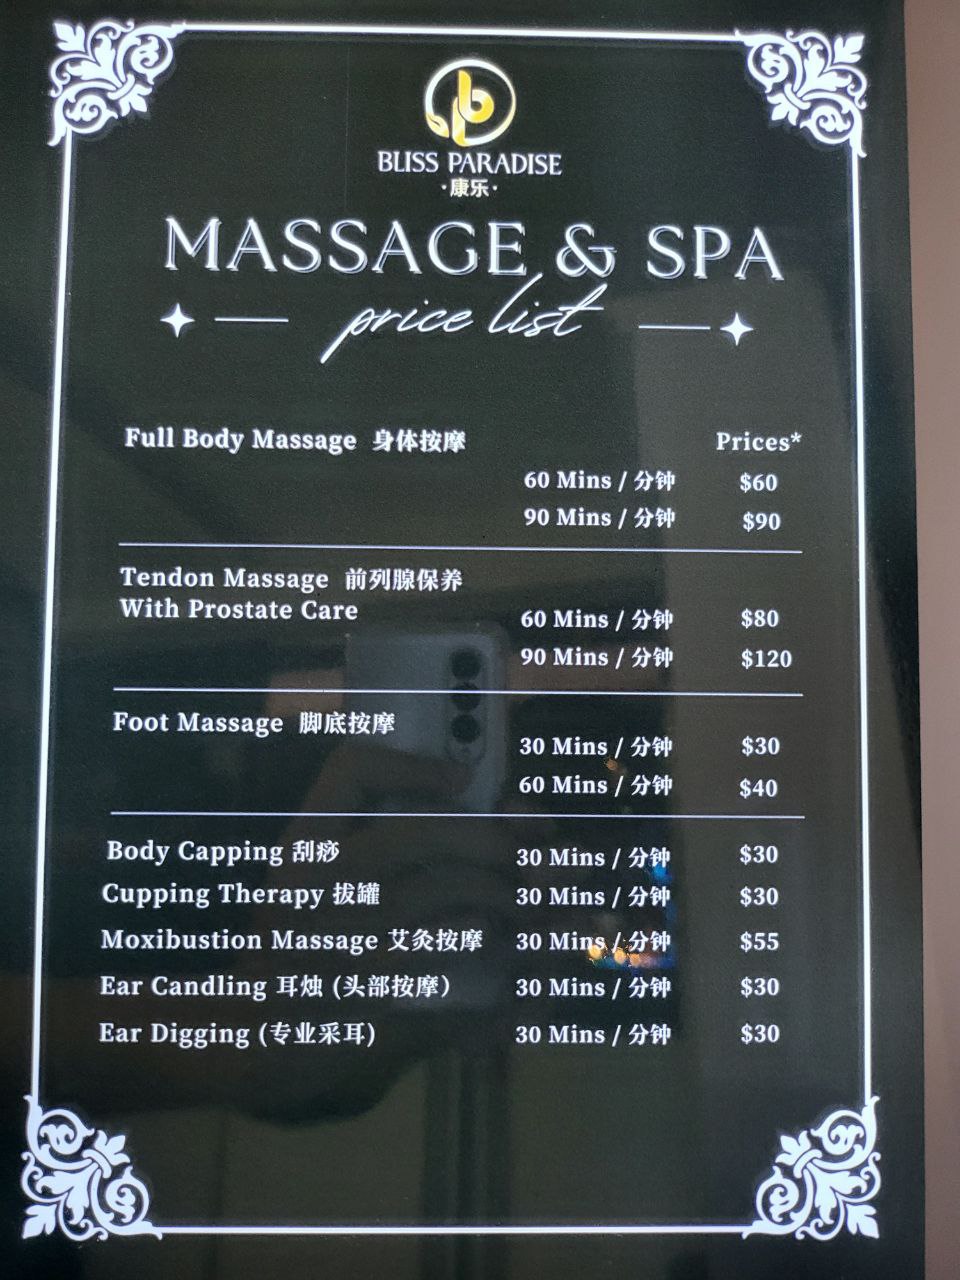 bp
BLISS PARADISE
·康乐·
MASSAGE & SPA
price list
Full Body Massage 身体按摩 Prices*
60 Mins / 分钟 $60
90 Mins / 分钟 $90
Tendon Massage 前列腺保养
With Prostate Care
60 Mins / 分钟 $80
90 Mins / 分钟 $120
Foot Massage 脚底按摩
30 Mins / 分钟 $30
60 Mins / 分钟 $40
Body Capping 刮痧 30 Mins / 分钟 $30
Cupping Therapy 拔罐 30 Mins / 分钟 $30
Moxibustion Massage 艾灸按摩 30 Mins / 分钟 $55
Ear Candling 耳烛 (头部按摩) 30 Mins / 分钟 $30
Ear Digging (专业采耳) 30 Mins / 分钟 $30